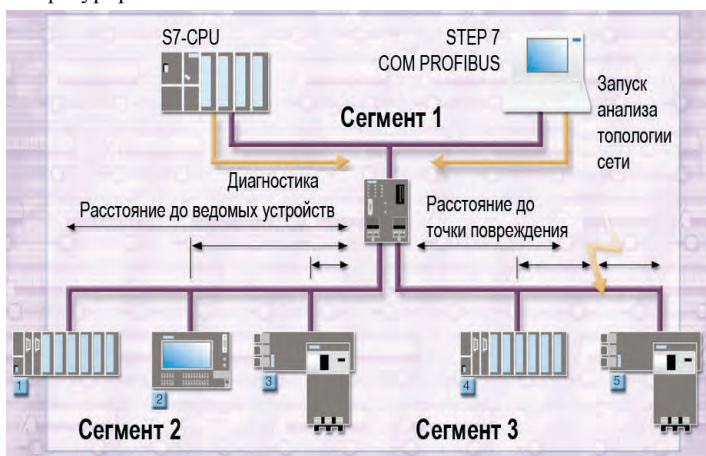 S7-CPU
STEP 7
COM PROFIBUS
Запуск
анализа
топологии
сети
Сегмент 1
Диагностика
Расстояние до ведомых устройств
Расстояние до
точки повреждения
1
2
3
4
5
Сегмент 2
Сегмент 3